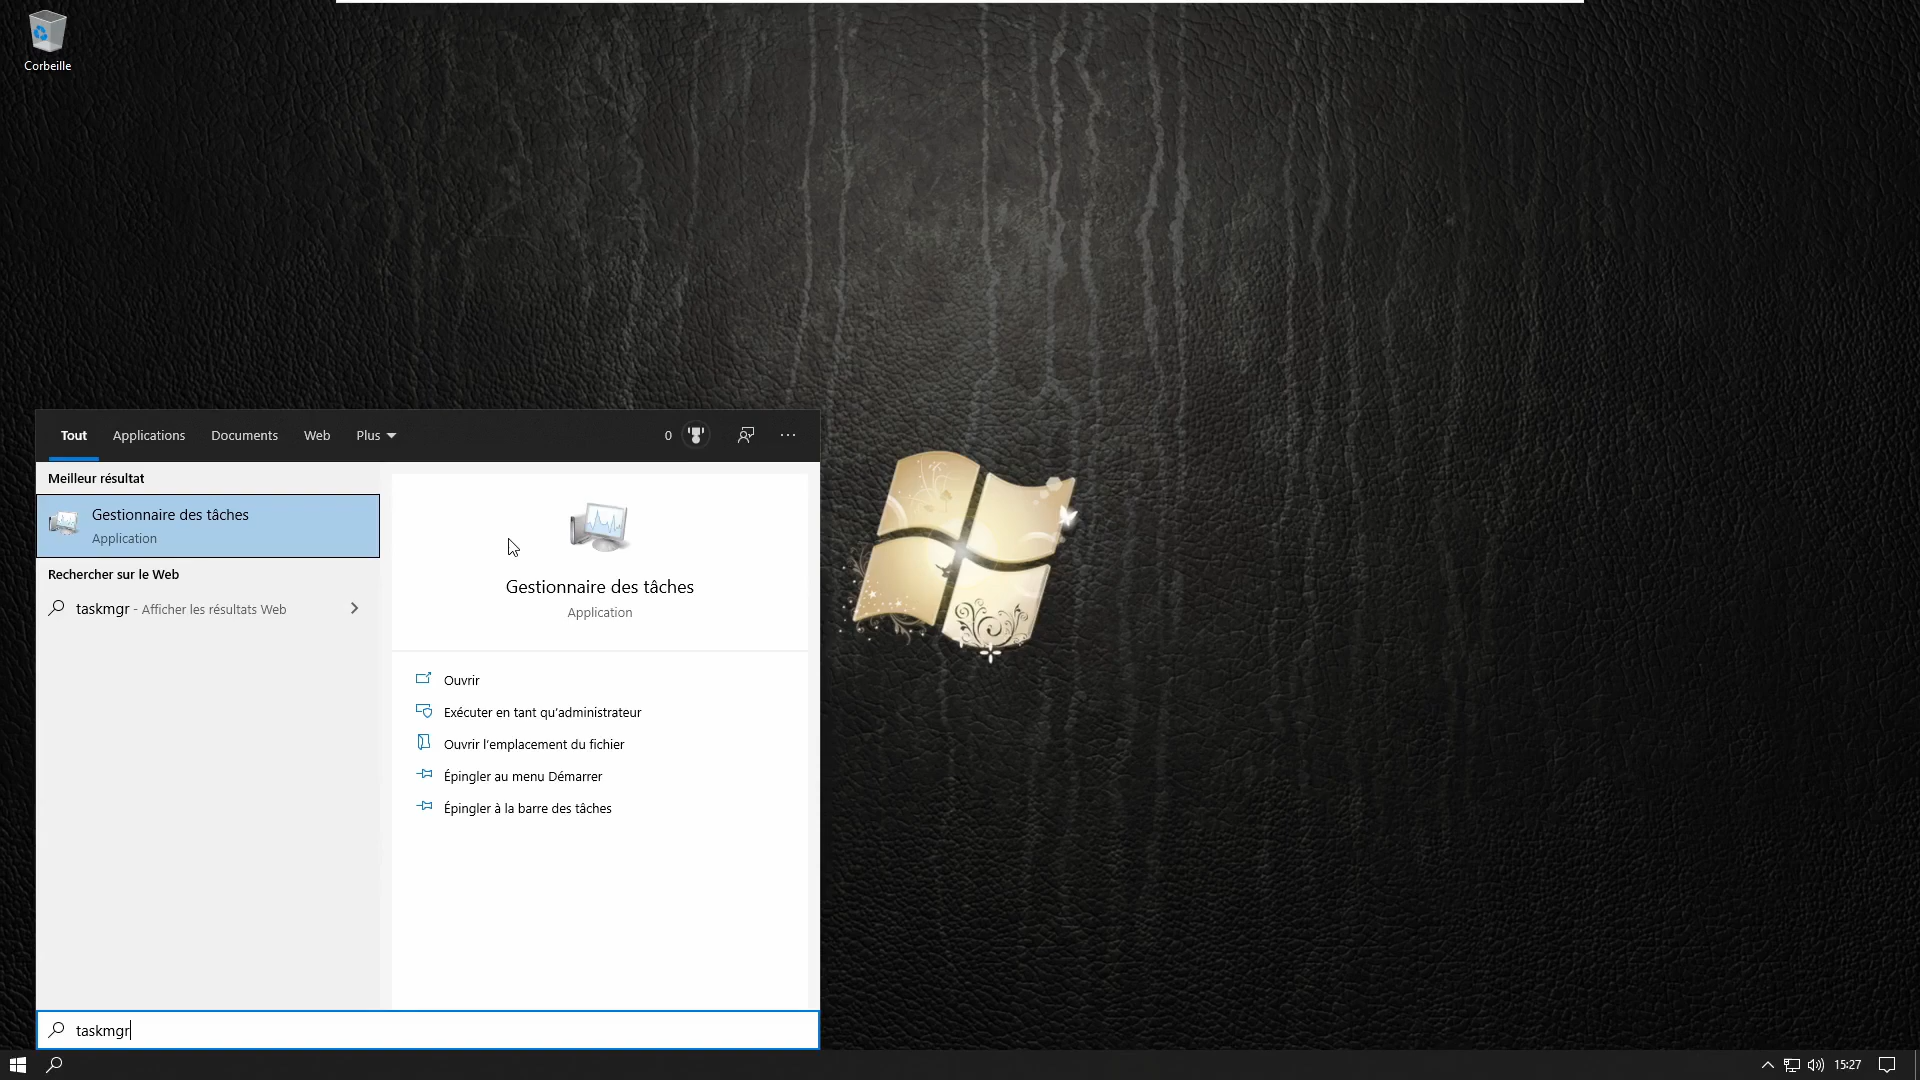 Corbeille
Tout Applications Documents Web Plus 0 ...
Meilleur résultat
Gestionnaire des tâches
Application
Rechercher sur le Web
taskmgr - Afficher les résultats Web
Gestionnaire des tâches
Application
Ouvrir
Exécuter en tant qu'administrateur
Ouvrir l'emplacement du fichier
Épingler au menu Démarrer
Épingler à la barre des tâches
taskmgr
15:27